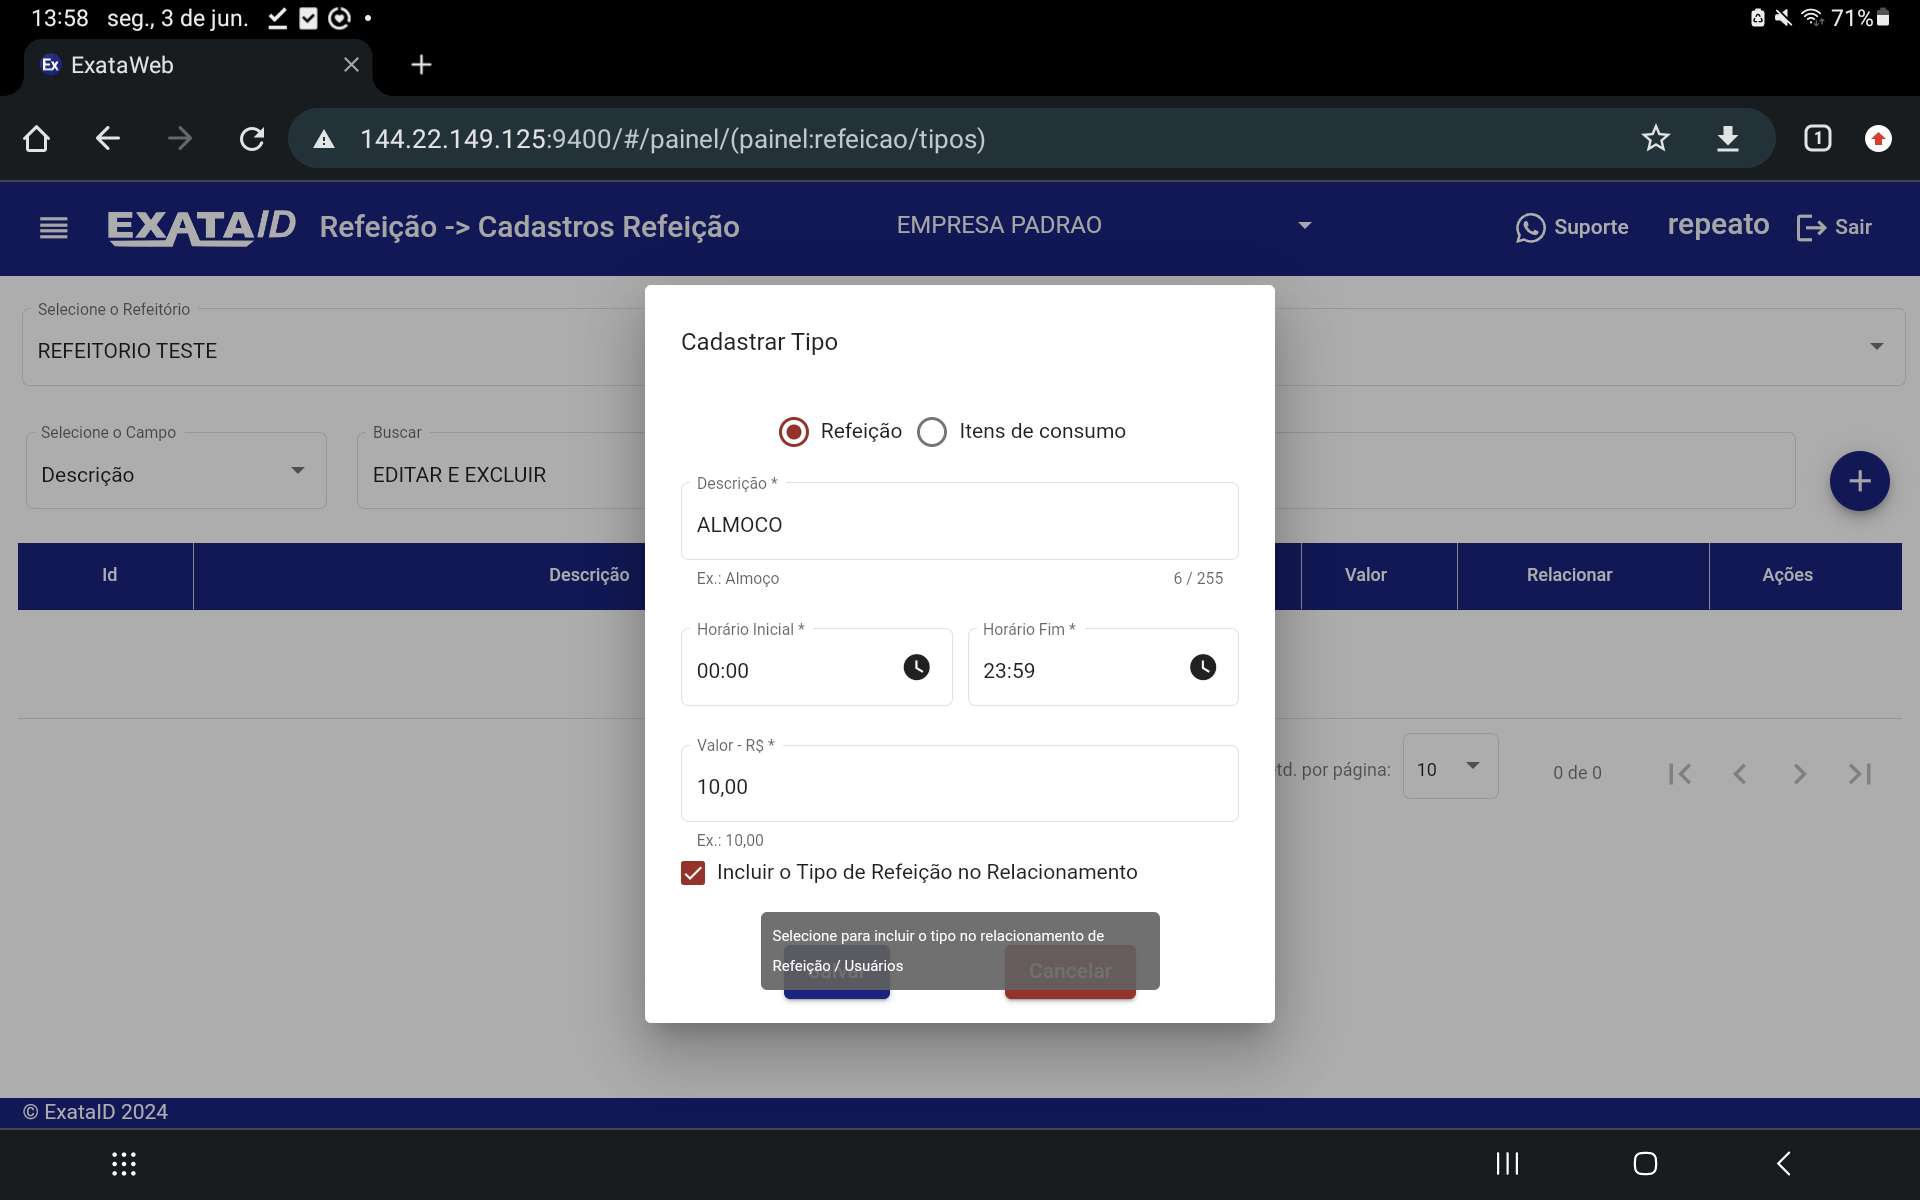 13:58 seg., 3 de jun. 71%
Ex ExataWeb
144.22.149.125:9400/#/painel/(painel:refeicao/tipos) 1
EXATAID Refeição -> Cadastros Refeição EMPRESA PADRAO Suporte repeato Sair
Selecione o Refeitório
REFEITORIO TESTE
Cadastrar Tipo
Selecione o Campo Buscar
Descrição EDITAR E EXCLUIR
Refeição Itens de consumo
Descrição *
ALMOCO
Ex.: Almoço 6 / 255
Id Descrição Valor Relacionar Ações
Horário Inicial * Horário Fim *
00:00 23:59
Valor - R$ *
10,00
Ex.: 10,00
td. por página: 10 0 de 0
Incluir o Tipo de Refeição no Relacionamento
Selecione para incluir o tipo no relacionamento de
Refeição / Usuários
Cancelar
© ExataID 2024